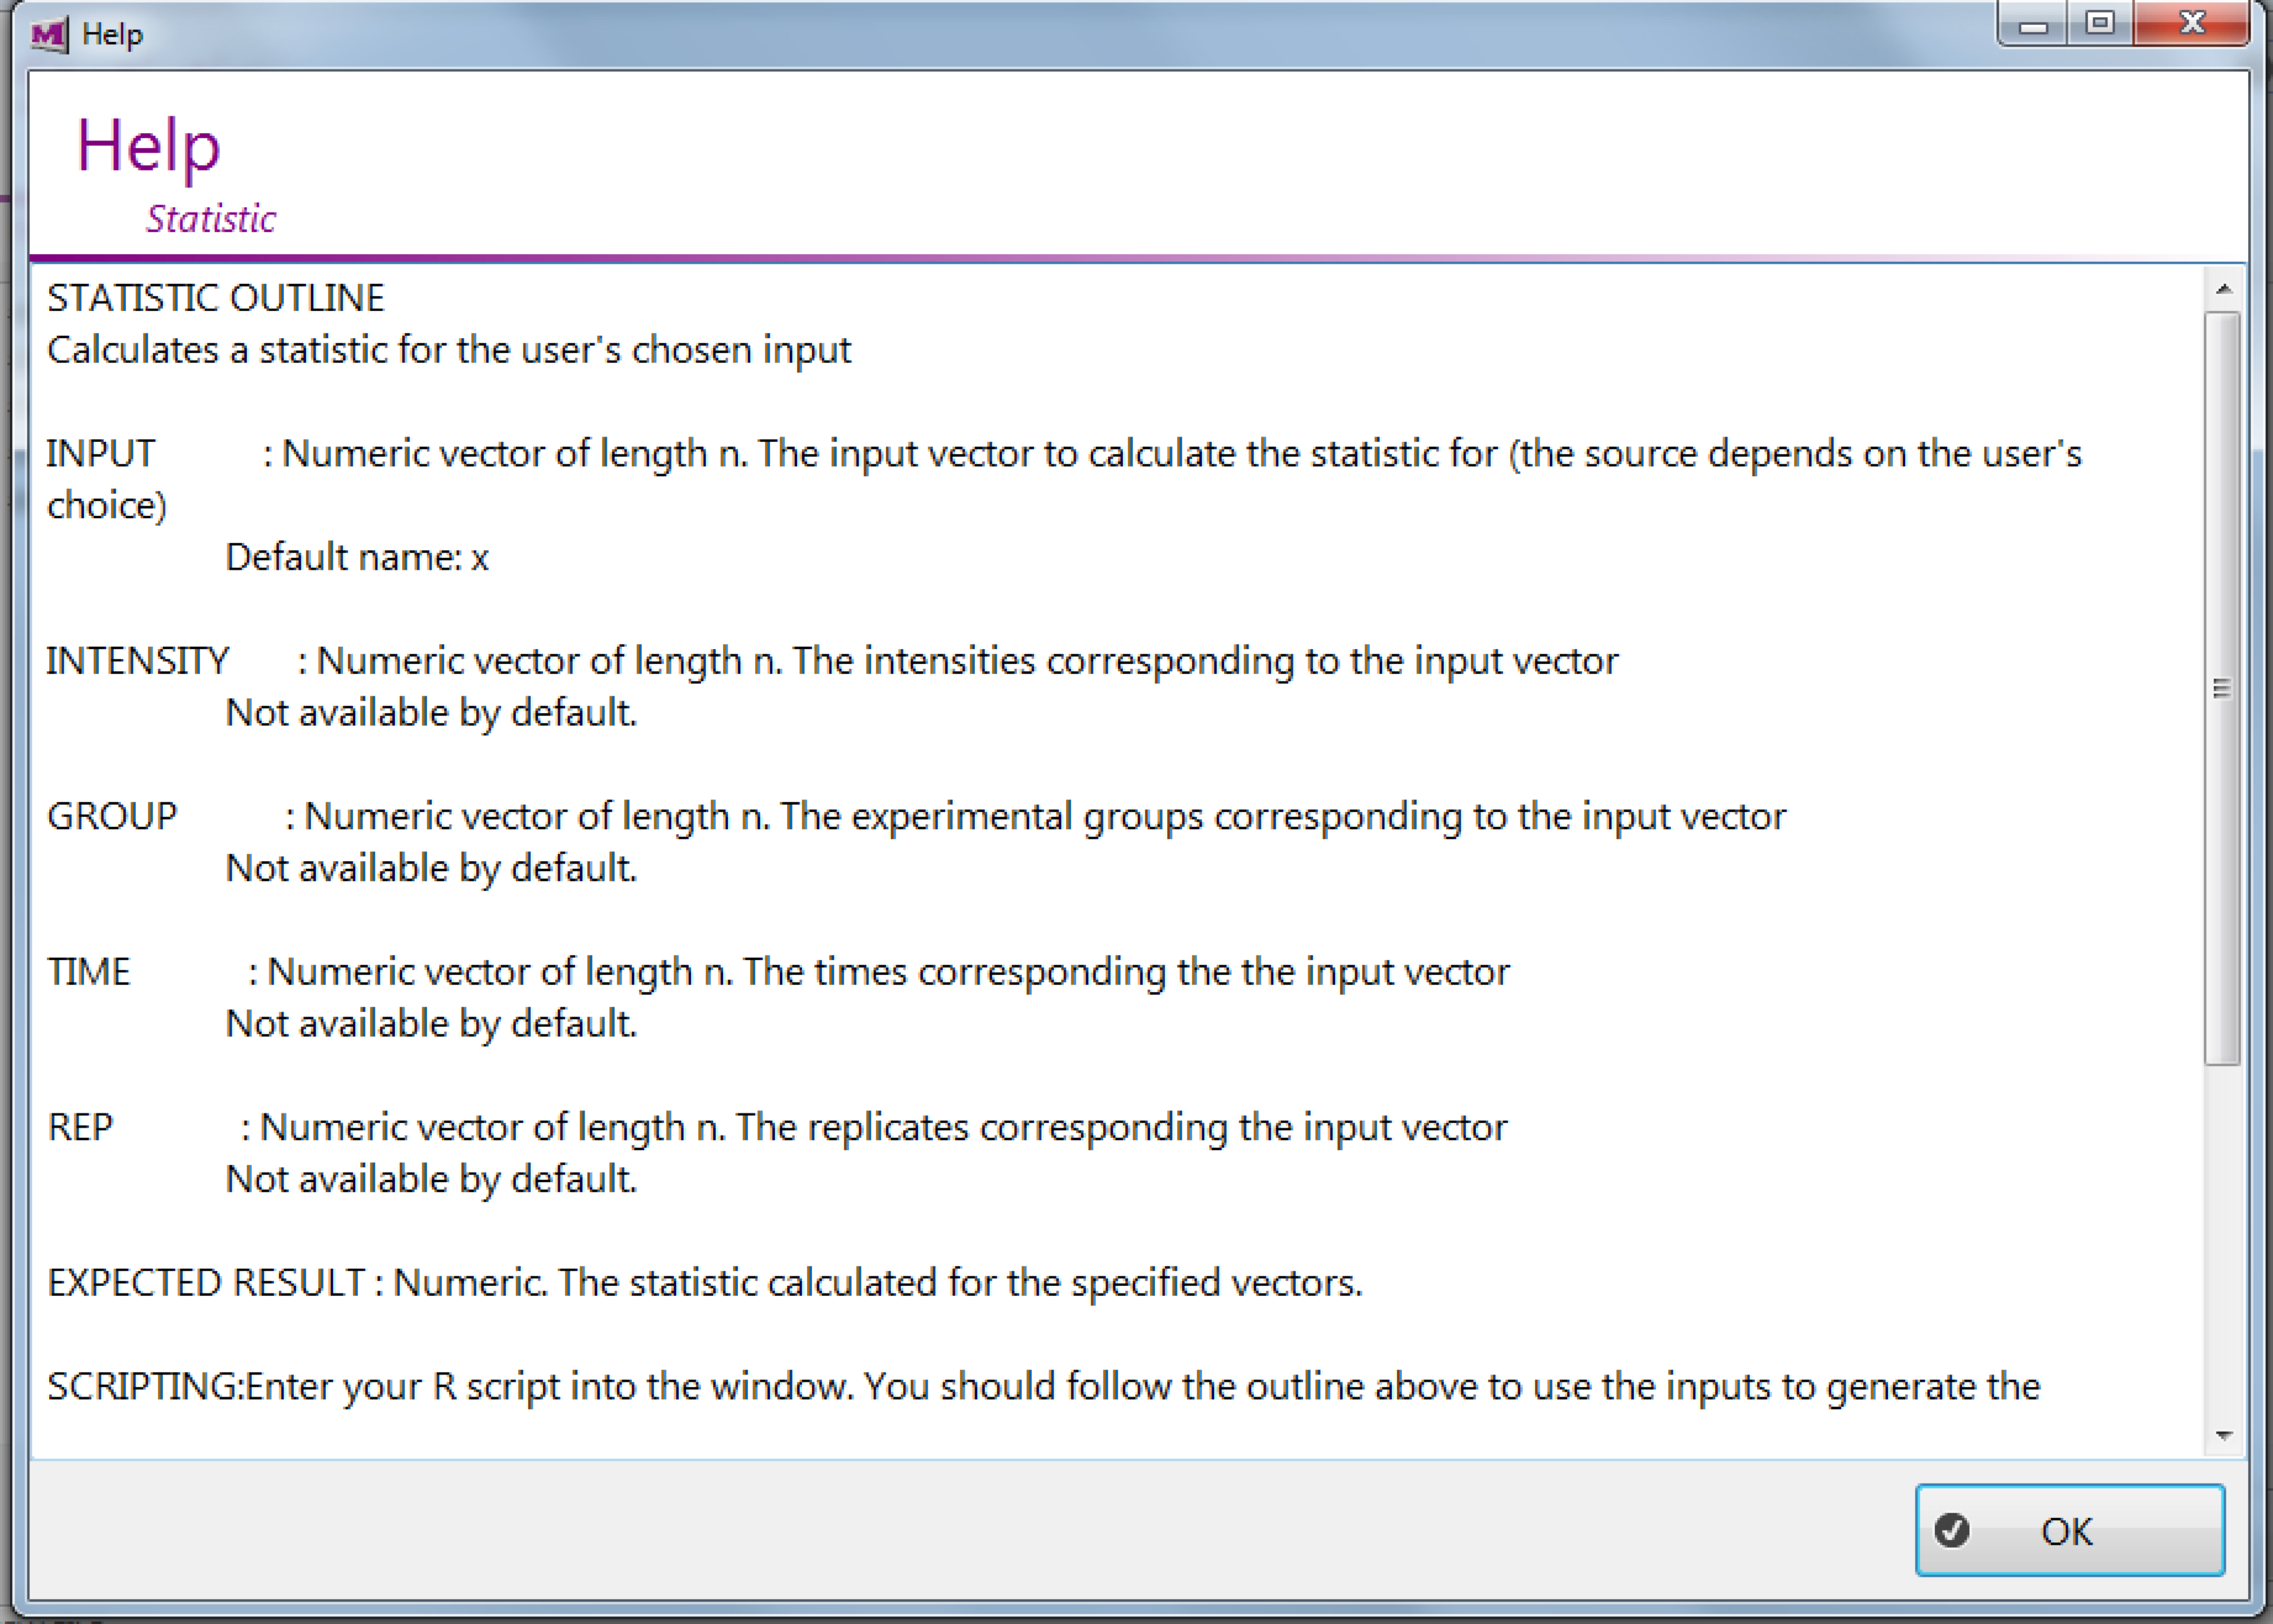 Help
Help
Statistic
STATISTIC OUTLINE
Calculates a statistic for the user's chosen input
INPUT : Numeric vector of length n. The input vector to calculate the statistic for (the source depends on the user's
choice)
Default name: x
INTENSITY : Numeric vector of length n. The intensities corresponding to the input vector
Not available by default.
GROUP : Numeric vector of length n. The experimental groups corresponding to the input vector
Not available by default.
TIME : Numeric vector of length n. The times corresponding the the input vector
Not available by default.
REP : Numeric vector of length n. The replicates corresponding the input vector
Not available by default.
EXPECTED RESULT : Numeric. The statistic calculated for the specified vectors.
SCRIPTING:Enter your R script into the window. You should follow the outline above to use the inputs to generate the
OK